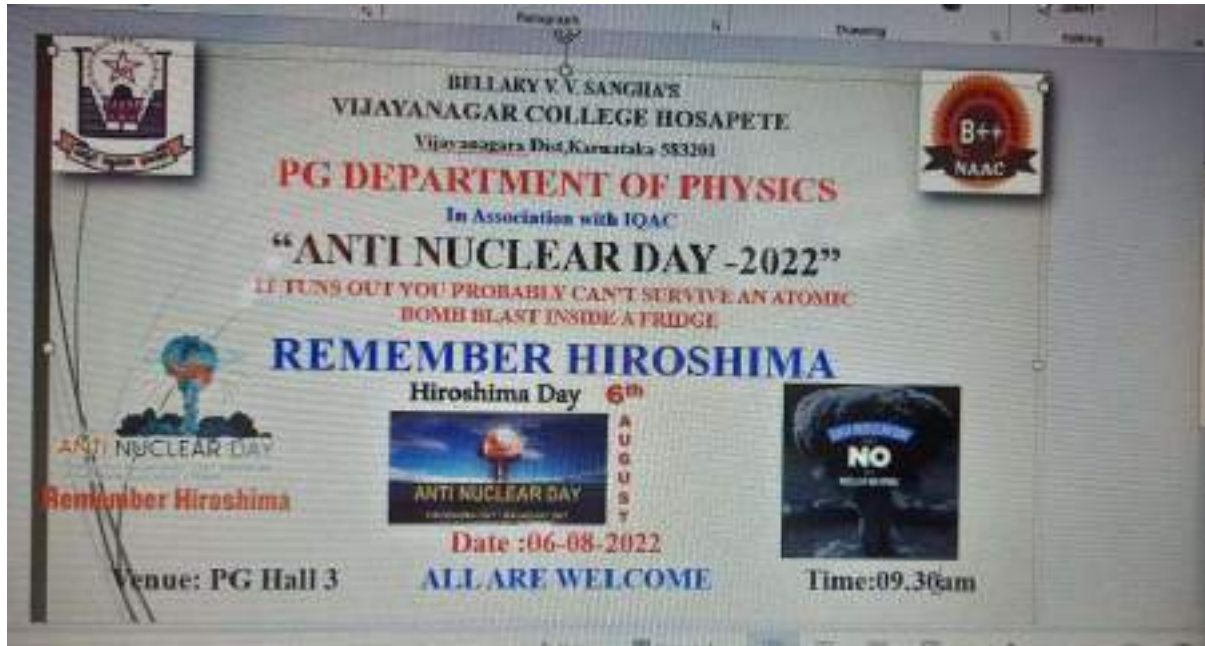 Paragraph
Drawing
BELLARY V. V. SANGHA'S
VIJAYANAGAR COLLEGE HOSAPETE
Vijayanagara Dist,Karnataka 583201
B++
NAAC
PG DEPARTMENT OF PHYSICS
In Association with IQAC
“ANTI NUCLEAR DAY -2022”
IT TUNS OUT YOU PROBABLY CAN'T SURVIVE AN ATOMIC
BOMB BLAST INSIDE A FRIDGE
REMEMBER HIROSHIMA
Hiroshima Day 6th
AUGUST
ANTI NUCLEAR DAY
Remember Hiroshima
ANTI NUCLEAR DAY
NO
Date :06-08-2022
Venue: PG Hall 3 ALL ARE WELCOME Time:09.30am